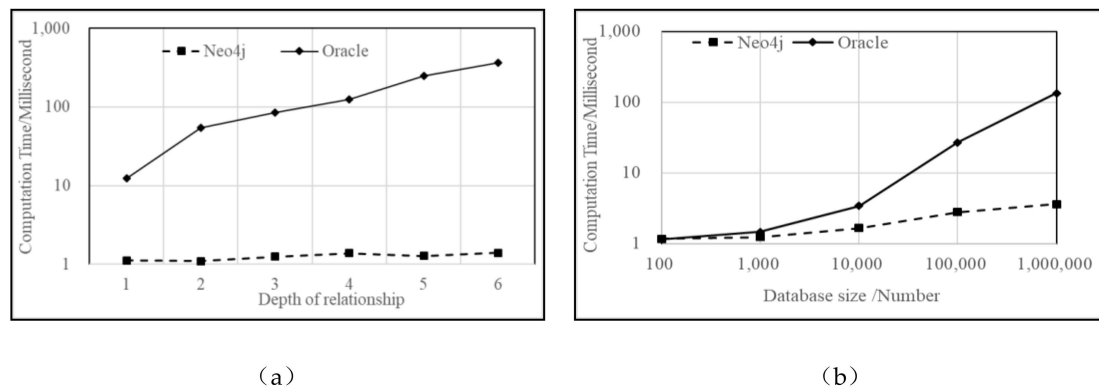 1,000
100
10
1
Computation Time/Millisecond
Neo4j
Oracle
1 2 3 4 5 6
Depth of relationship
1,000
100
10
1
Computation Time/Millisecond
Neo4j
Oracle
100 1,000 10,000 100,000 1,000,000
Database size /Number
（a）
（b）